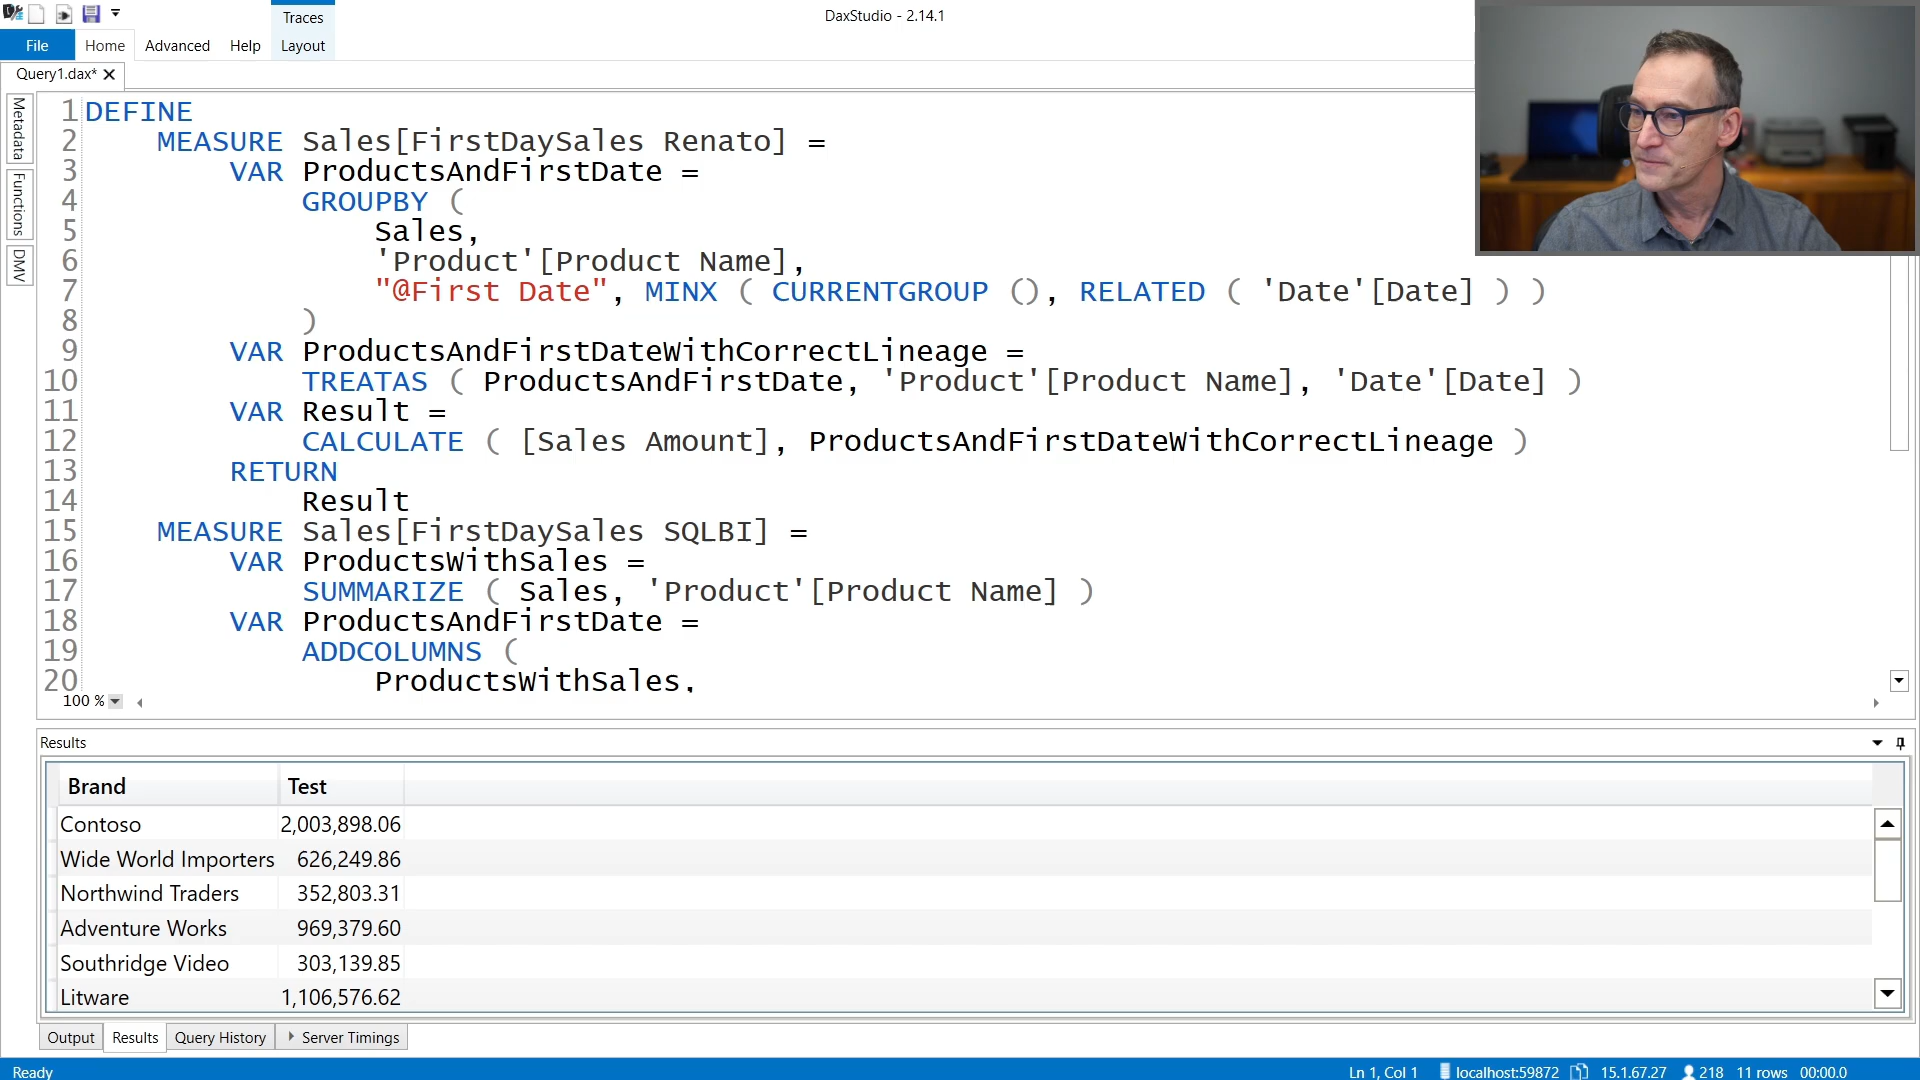 DaxStudio - 2.14.1
Traces
File Home Advanced Help Layout
Query1.dax*
Metadata
Functions
DMV
1 DEFINE
2 MEASURE Sales[FirstDaySales Renato] =
3 VAR ProductsAndFirstDate =
4 GROUPBY (
5 Sales,
6 'Product'[Product Name],
7 "@First Date", MINX ( CURRENTGROUP (), RELATED ( 'Date'[Date] ) )
8 )
9 VAR ProductsAndFirstDateWithCorrectLineage =
10 TREATAS ( ProductsAndFirstDate, 'Product'[Product Name], 'Date'[Date] )
11 VAR Result =
12 CALCULATE ( [Sales Amount], ProductsAndFirstDateWithCorrectLineage )
13 RETURN
14 Result
15 MEASURE Sales[FirstDaySales SQLBI] =
16 VAR ProductsWithSales =
17 SUMMARIZE ( Sales, 'Product'[Product Name] )
18 VAR ProductsAndFirstDate =
19 ADDCOLUMNS (
20 ProductsWithSales,
100 %
Results
Brand Test
Contoso 2,003,898.06
Wide World Importers 626,249.86
Northwind Traders 352,803.31
Adventure Works 969,379.60
Southridge Video 303,139.85
Litware 1,106,576.62
Output Results Query History Server Timings
Ready Ln 1, Col 1 localhost:59872 15.1.67.27 218 11 rows 00:00.0